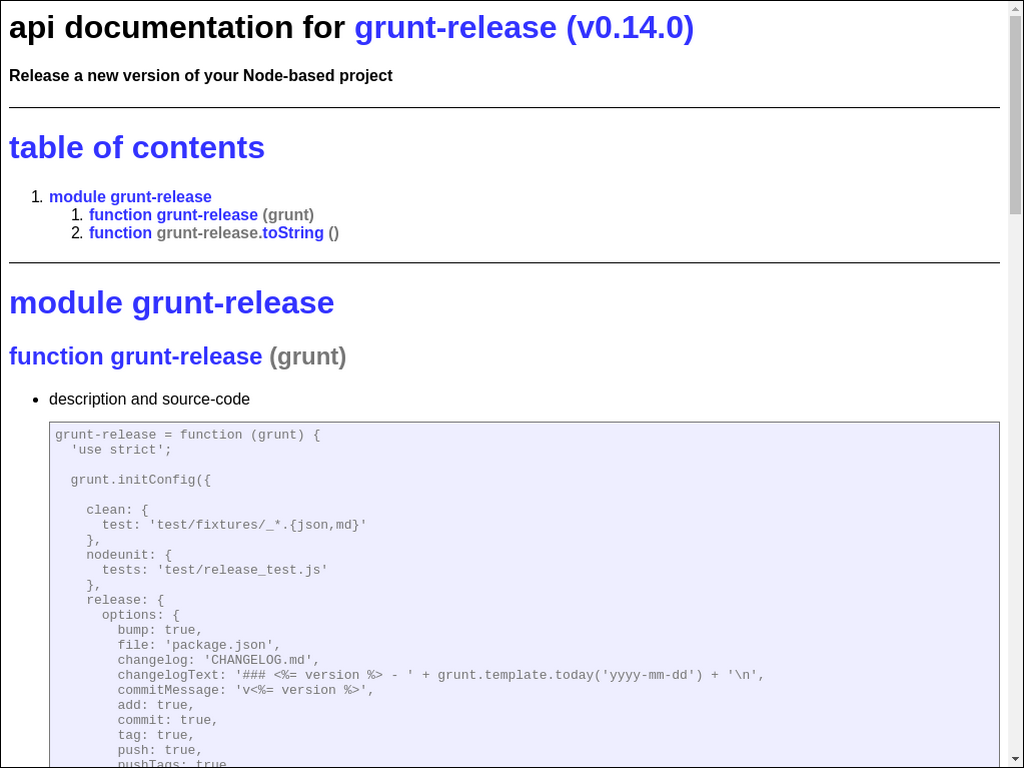 api documentation for grunt-release (v0.14.0)
Release a new version of your Node-based project
table of contents
1. module grunt-release
1. function grunt-release (grunt)
2. function grunt-release.toString ()
module grunt-release
function grunt-release (grunt)
• description and source-code
grunt-release = function (grunt) {
  'use strict';
  grunt.initConfig({
    clean: {
      test: 'test/fixtures/_*.{json,md}'
    },
    nodeunit: {
      tests: 'test/release_test.js'
    },
    release: {
      options: {
        bump: true,
        file: 'package.json',
        changelog: 'CHANGELOG.md',
        changelogText: '### <%= version %> - ' + grunt.template.today('yyyy-mm-dd') + '\n',
        commitMessage: 'v<%= version %>',
        add: true,
        commit: true,
        tag: true,
        push: true,
        pushTags: true